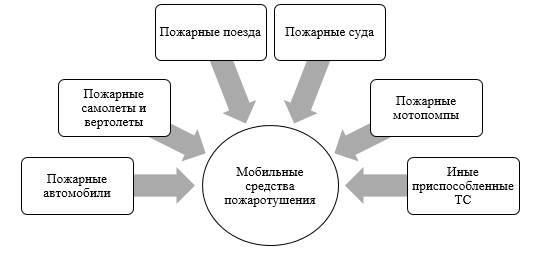 Пожарные поезда
Пожарные суда
Пожарные
самолеты и
вертолеты
Пожарные
мотопомпы
Пожарные
автомобили
Мобильные
средства
пожаротушения
Иные
приспособленные
ТС